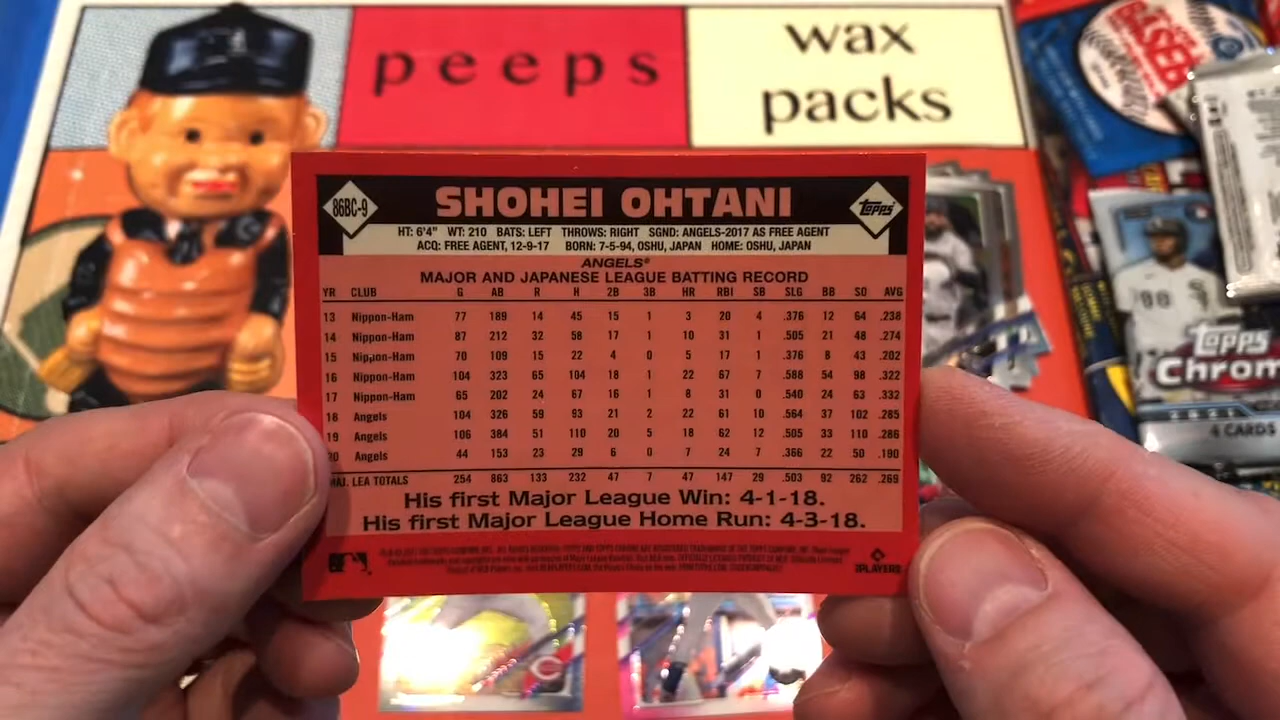 peeps
wax
packs
BASEB
86BC-9
SHOHEI OHTANI
Topps
HT: 6'4" WT: 210 BATS: LEFT THROWS: RIGHT SGND: ANGELS-2017 AS FREE AGENT
ACQ: FREE AGENT, 12-9-17 BORN: 7-5-94, OSHU, JAPAN HOME: OSHU, JAPAN
ANGELS®
MAJOR AND JAPANESE LEAGUE BATTING RECORD
YR CLUB G AB R H 2B 3B HR RBI SB SLG BB SO AVG
13 Nippon-Ham 77 189 14 45 15 1 3 20 4 .376 12 64 .238
14 Nippon-Ham 87 212 32 58 17 1 10 31 1 .505 21 48 .274
15 Nippon-Ham 70 109 15 22 4 0 5 17 1 .376 8 43 .202
16 Nippon-Ham 104 323 65 104 18 1 22 67 7 .588 54 98 .322
17 Nippon-Ham 65 202 24 67 16 1 8 31 0 .540 24 63 .332
18 Angels 104 326 59 93 21 2 22 61 10 .564 37 102 .285
19 Angels 106 384 51 110 20 5 18 62 12 .505 33 110 .286
20 Angels 44 153 23 29 6 0 7 24 7 .366 22 50 .190
MAJ. LEA TOTALS 254 863 133 232 47 7 47 147 29 .503 92 262 .269
His first Major League Win: 4-1-18.
His first Major League Home Run: 4-3-18.
PLAYERS
98
Topps
Chrom
4 CARDS